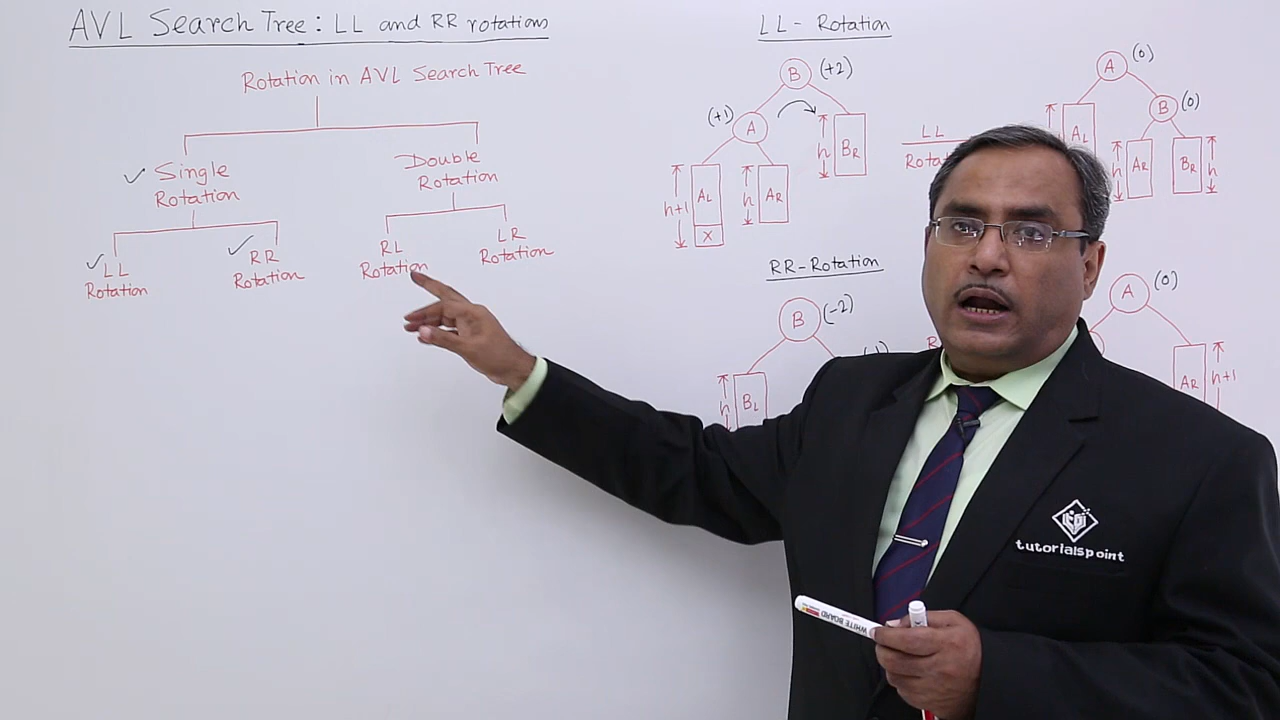 AVL Search Tree: LL and RR rotations
Rotation in AVL Search Tree
Single
Rotation
Double
Rotation
LL
Rotation
RR
Rotation
RL
Rotation
LR
Rotation
LL - Rotation
B (+2)
(+1) A
h BR
h+1 AL
h AR
X
LL
A (0)
B (0)
AL
h AR
BR h
RR-Rotation
B (-2)
h BL
A (0)
AR h+1
tutorialspoint
WHITE BOARD